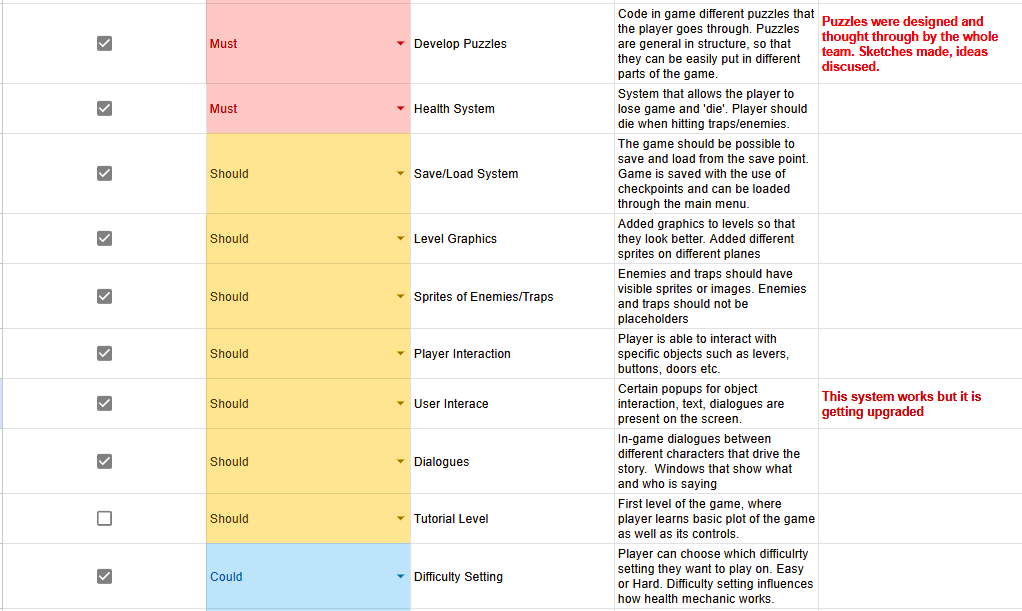 Must
Develop Puzzles
Code in game different puzzles that
the player goes through. Puzzles
are general in structure, so that
they can be easily put in different
parts of the game.
Puzzles were designed and
thought through by the whole
team. Sketches made, ideas
discused.
Must
Health System
System that allows the player to
lose game and 'die'. Player should
die when hitting traps/enemies.
Should
Save/Load System
The game should be possible to
save and load from the save point.
Game is saved with the use of
checkpoints and can be loaded
through the main menu.
Should
Level Graphics
Added graphics to levels so that
they look better. Added different
sprites on different planes
Should
Sprites of Enemies/Traps
Enemies and traps should have
visible sprites or images. Enemies
and traps should not be
placeholders
Should
Player Interaction
Player is able to interact with
specific objects such as levers,
buttons, doors etc.
Should
User Interace
Certain popups for object
interaction, text, dialogues are
present on the screen.
This system works but it is
getting upgraded
Should
Dialogues
In-game dialogues between
different characters that drive the
story.  Windows that show what
and who is saying
Should
Tutorial Level
First level of the game, where
player learns basic plot of the game
as well as its controls.
Could
Difficulty Setting
Player can choose which difficulrty
setting they want to play on. Easy
or Hard. Difficulty setting influences
how health mechanic works.